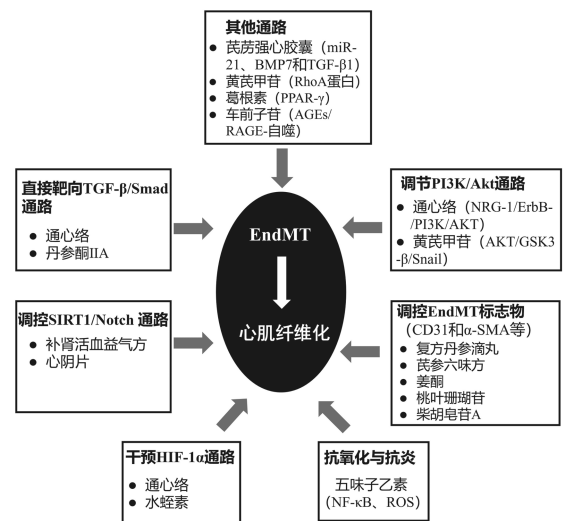 其他通路
● 芪苈强心胶囊（miR-
21、BMP7和TGF-β1）
● 黄芪甲苷（RhoA蛋白）
● 葛根素（PPAR-γ）
● 车前子苷（AGEs/
RAGE-自噬）
直接靶向TGF-β/Smad
通路
● 通心络
● 丹参酮IIA
调节PI3K/Akt通路
● 通心络（NRG-1/ErbB-
/PI3K/AKT）
● 黄芪甲苷（AKT/GSK3
-β/Snail）
EndMT
心肌纤维化
调控SIRT1/Notch 通路
● 补肾活血益气方
● 心阴片
调控EndMT标志物
（CD31和α-SMA等）
● 复方丹参滴丸
● 芪参六味方
● 姜酮
● 桃叶珊瑚苷
● 柴胡皂苷A
干预HIF-1α通路
● 通心络
● 水蛭素
抗氧化与抗炎
五味子乙素
（NF-κB、ROS）